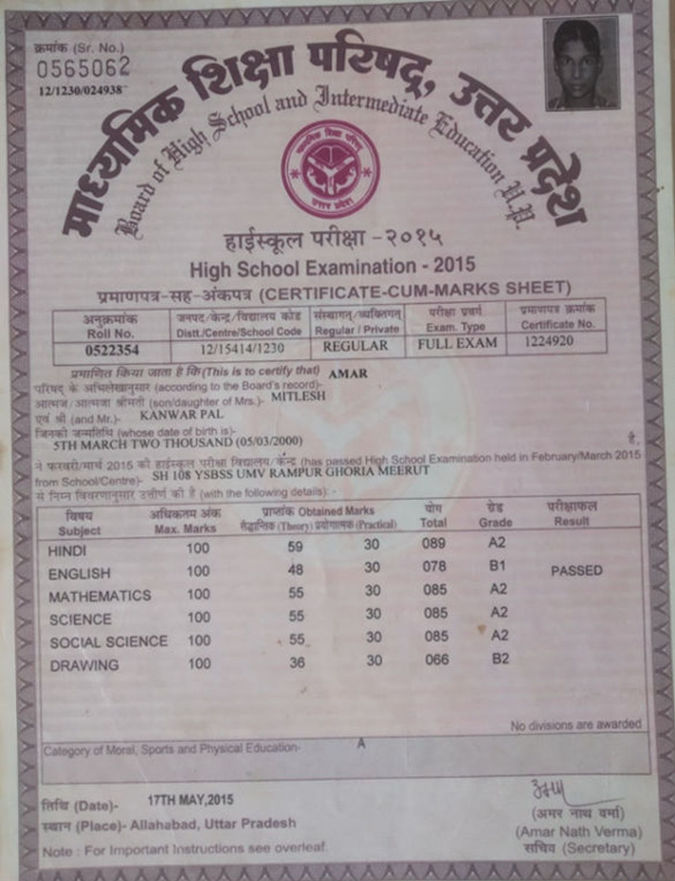 क्रमांक (Sr. No.)
0565062
12/1230/024938
माध्यमिक शिक्षा परिषद्, उत्तर प्रदेश
Board of High School and Intermediate Education U.P.
माध्यमिक शिक्षा परिषद
उत्तर प्रदेश
हाईस्कूल परीक्षा -२०१५
High School Examination - 2015
प्रमाणपत्र-सह-अंकपत्र (CERTIFICATE-CUM-MARKS SHEET)
अनुक्रमांक जनपद/केन्द्र/विद्यालय कोड संस्थागत/व्यक्तिगत परीक्षा प्रवर्ग प्रमाणपत्र क्रमांक
Roll No. Distt./Centre/School Code Regular / Private Exam. Type Certificate No.
0522354 12/15414/1230 REGULAR FULL EXAM 1224920
प्रमाणित किया जाता है कि(This is to certify that) AMAR
परिषद् के अभिलेखानुसार (according to the Board's record)-
आत्मज/आत्मजा श्रीमती (son/daughter of Mrs.)- MITLESH
एवं श्री (and Mr.)- KANWAR PAL
जिनकी जन्मतिथि (whose date of birth is)-
5TH MARCH TWO THOUSAND (05/03/2000) है,
ने फरवरी/मार्च 2015 की हाईस्कूल परीक्षा विद्यालय/केन्द्र (has passed High School Examination held in February/March 2015
from School/Centre)- SH 108 YSBSS UMV RAMPUR GHORIA MEERUT
से निम्न विवरणानुसार उत्तीर्ण की है (with the following details): -
विषय अधिकतम अंक प्राप्तांक Obtained Marks योग ग्रेड परीक्षाफल
Subject Max. Marks सैद्धान्तिक (Theory) प्रयोगात्मक (Practical) Total Grade Result
HINDI 100 59 30 089 A2
ENGLISH 100 48 30 078 B1 PASSED
MATHEMATICS 100 55 30 085 A2
SCIENCE 100 55 30 085 A2
SOCIAL SCIENCE 100 55 30 085 A2
DRAWING 100 36 30 066 B2
No divisions are awarded
Category of Moral, Sports and Physical Education- A
तिथि (Date)- 17TH MAY,2015
स्थान (Place)- Allahabad, Uttar Pradesh
Note : For Important Instructions see overleaf
(अमर नाथ वर्मा)
(Amar Nath Verma)
सचिव (Secretary)